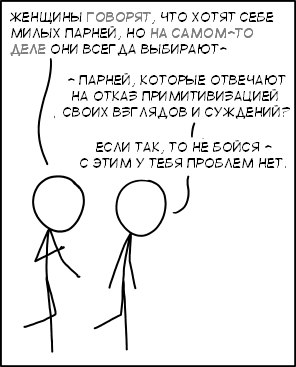 ЖЕНЩИНЫ ГОВОРЯТ, ЧТО ХОТЯТ СЕБЕ
МИЛЫХ ПАРНЕЙ, НО НА САМОМ-ТО
ДЕЛЕ ОНИ ВСЕГДА ВЫБИРАЮТ-
- ПАРНЕЙ, КОТОРЫЕ ОТВЕЧАЮТ
НА ОТКАЗ ПРИМИТИВИЗАЦИЕЙ
СВОИХ ВЗГЛЯДОВ И СУЖДЕНИЙ?
ЕСЛИ ТАК, ТО НЕ БОЙСЯ -
С ЭТИМ У ТЕБЯ ПРОБЛЕМ НЕТ.